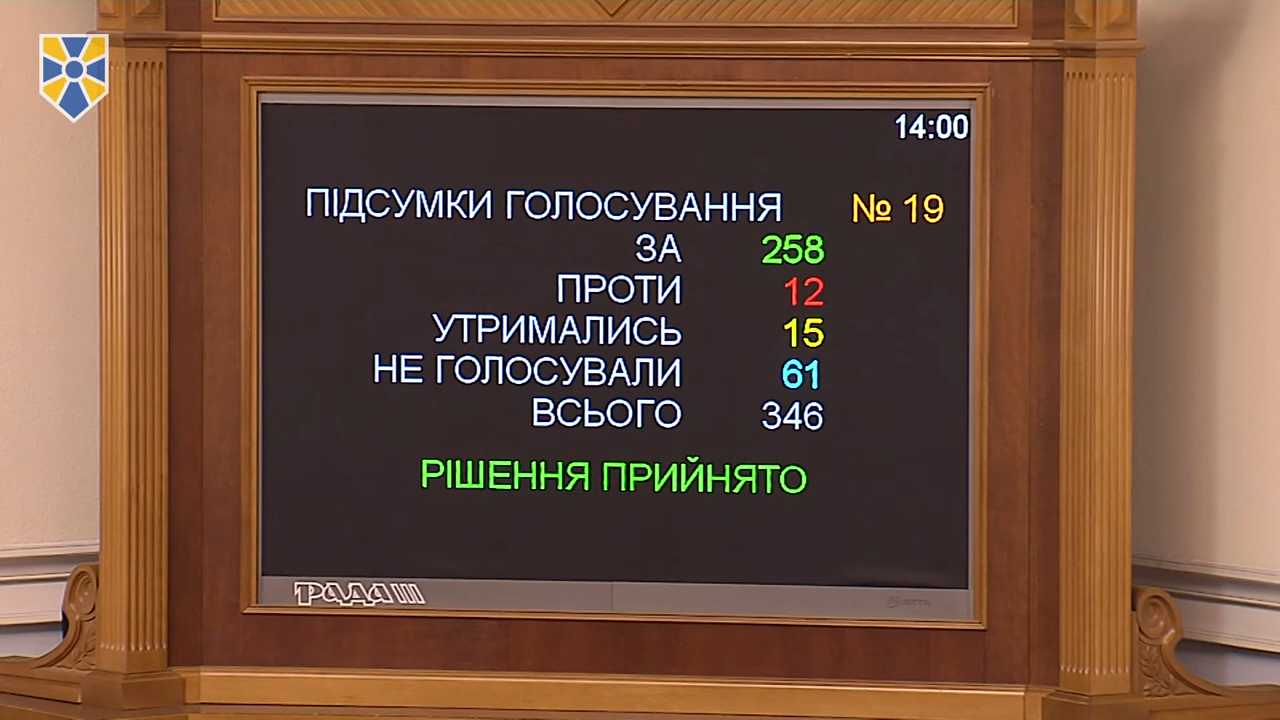 14:00
ПІДСУМКИ ГОЛОСУВАННЯ № 19
ЗА 258
ПРОТИ 12
УТРИМАЛИСЬ 15
НЕ ГОЛОСУВАЛИ 61
ВСЬОГО 346
РІШЕННЯ ПРИЙНЯТО
РАДА III